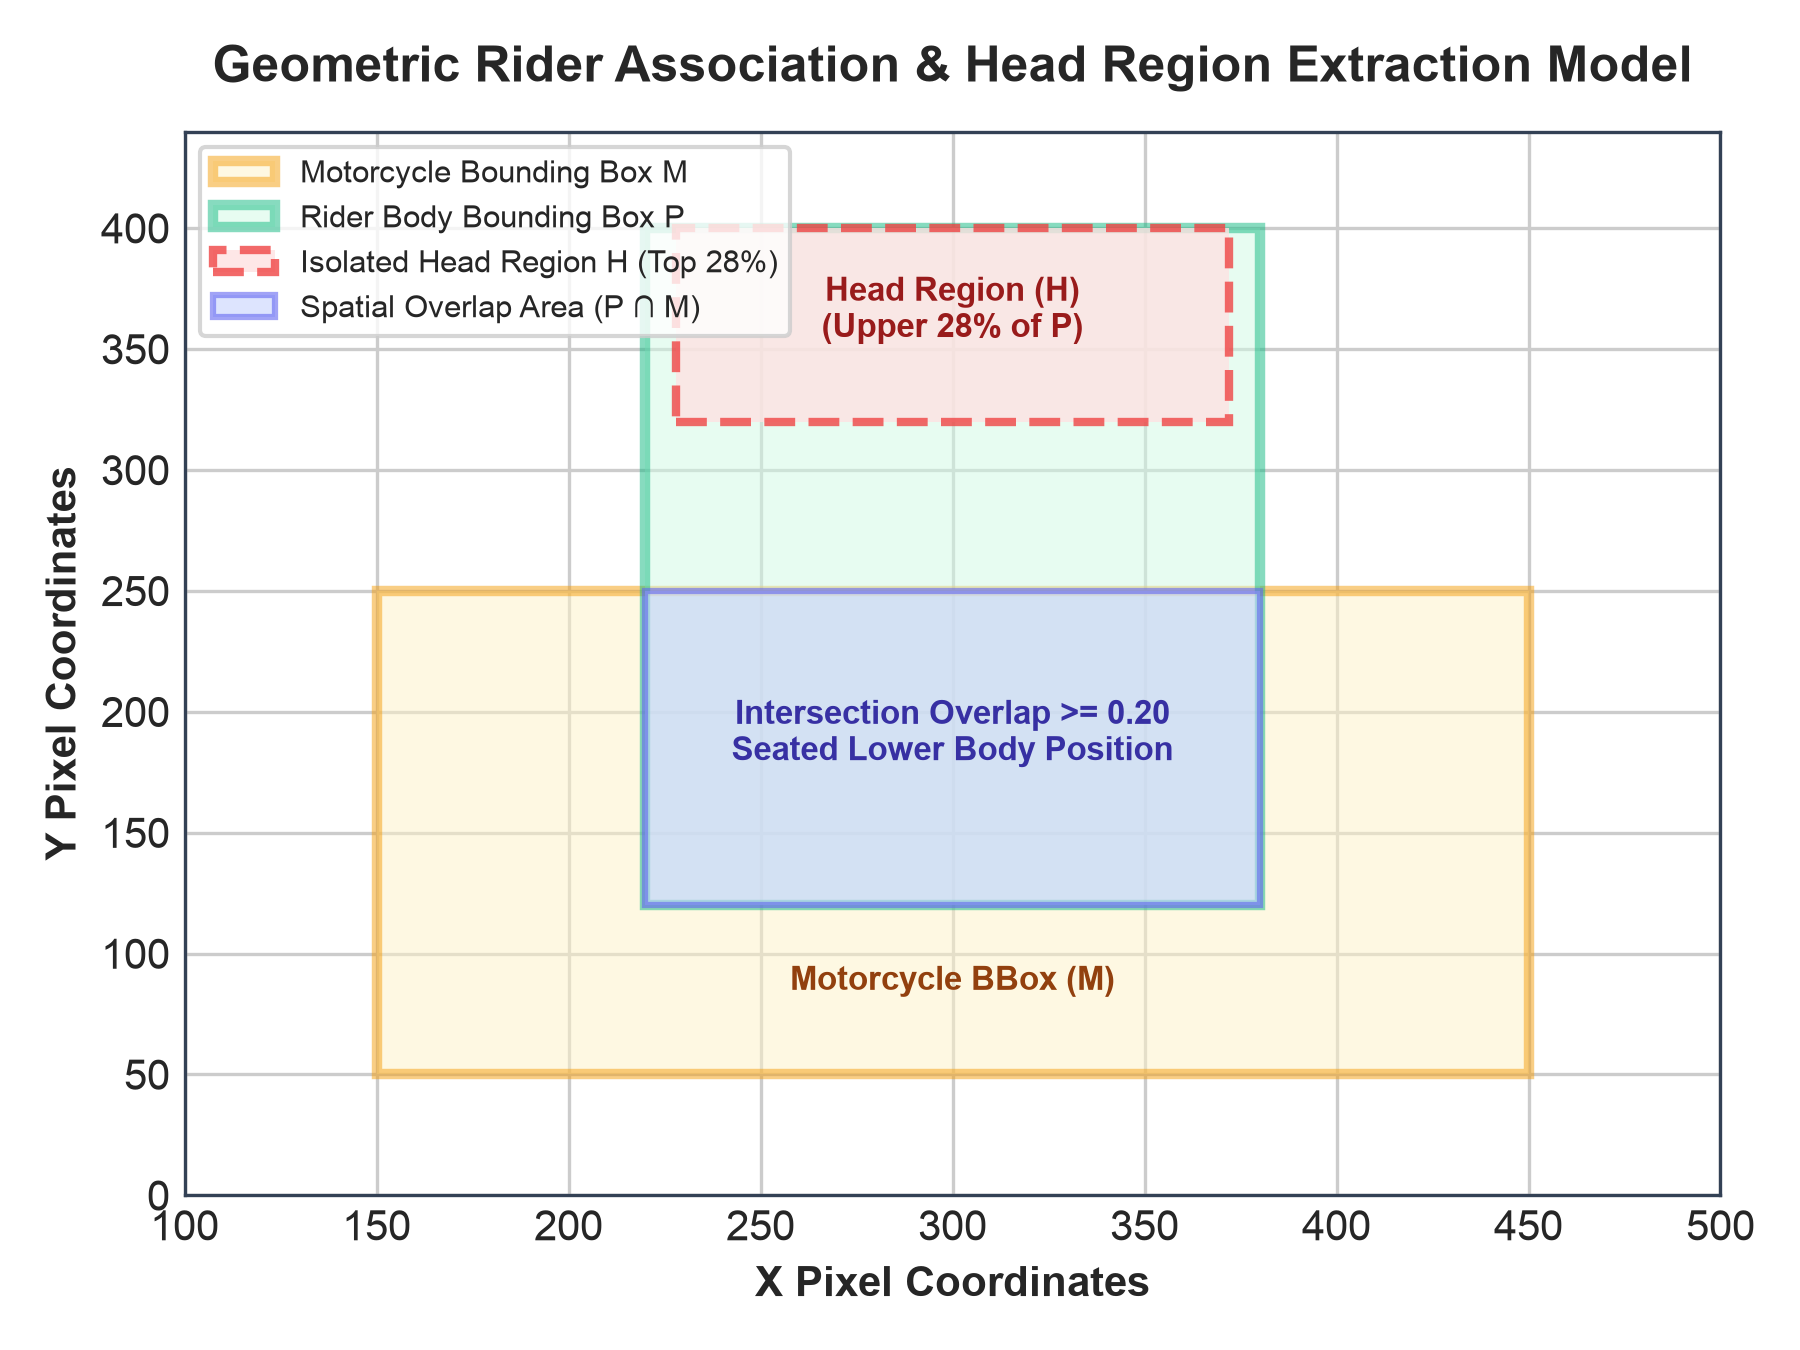 Geometric Rider Association & Head Region Extraction Model
Motorcycle Bounding Box M
Rider Body Bounding Box P
Isolated Head Region H (Top 28%)
Spatial Overlap Area (P ∩ M)
Head Region (H)
(Upper 28% of P)
Intersection Overlap >= 0.20
Seated Lower Body Position
Motorcycle BBox (M)
Y Pixel Coordinates
400
350
300
250
200
150
100
50
0
100 150 200 250 300 350 400 450 500
X Pixel Coordinates